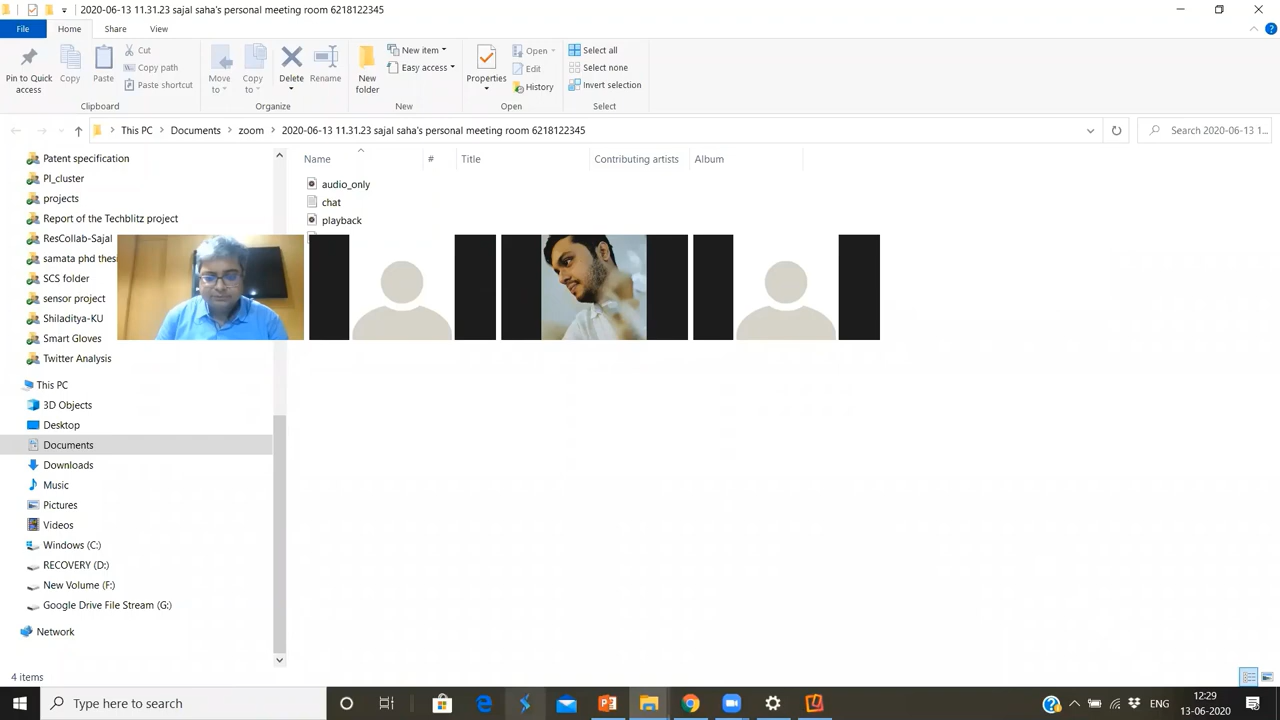 2020-06-13 11.31.23 sajal saha's personal meeting room 6218122345
File Home Share View
Pin to Quick access
Copy
Paste
Cut
Copy path
Paste shortcut
Clipboard
Move to
Copy to
Delete
Rename
Organize
New folder
New item
Easy access
New
Properties
Open
Edit
History
Open
Select all
Select none
Invert selection
Select
This PC > Documents > zoom > 2020-06-13 11.31.23 sajal saha's personal meeting room 6218122345
Search 2020-06-13 1...
Name # Title Contributing artists Album
audio_only
chat
playback
Patent specification
PI_cluster
projects
Report of the Techblitz project
ResCollab-Sajal
samata phd thes
SCS folder
sensor project
Shiladitya-KU
Smart Gloves
Twitter Analysis
This PC
3D Objects
Desktop
Documents
Downloads
Music
Pictures
Videos
Windows (C:)
RECOVERY (D:)
New Volume (F:)
Google Drive File Stream (G:)
Network
4 items
Type here to search
ENG
12:29
13-06-2020